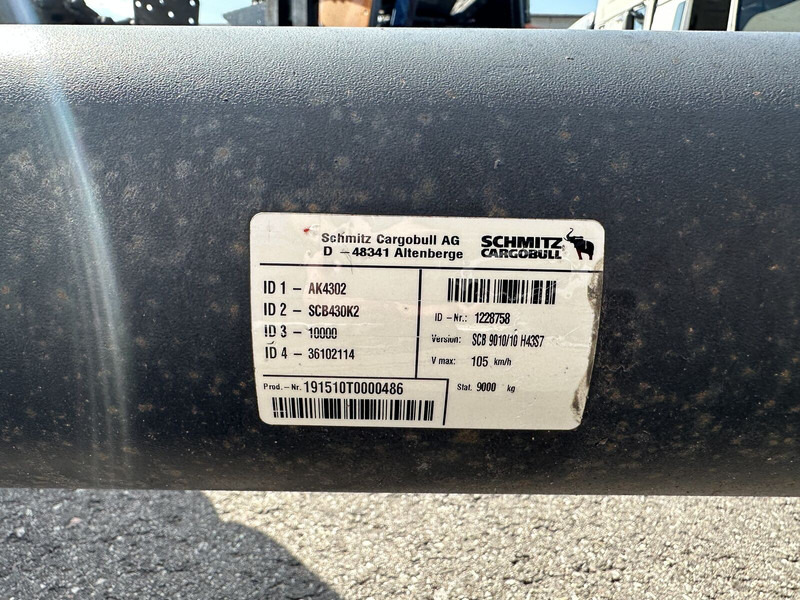 Schmitz Cargobull AG
D - 48341 Altenberge
SCHMITZ
CARGOBULL
ID 1 - AK4302
ID 2 - SCB430K2
ID 3 - 10000
ID 4 - 36102114
Prod.-Nr. 191510T0000486
ID-Nr.: 1228758
Version: SCB 9010/10 H43S7
V max: 105 km/h
Stat. 9000 kg